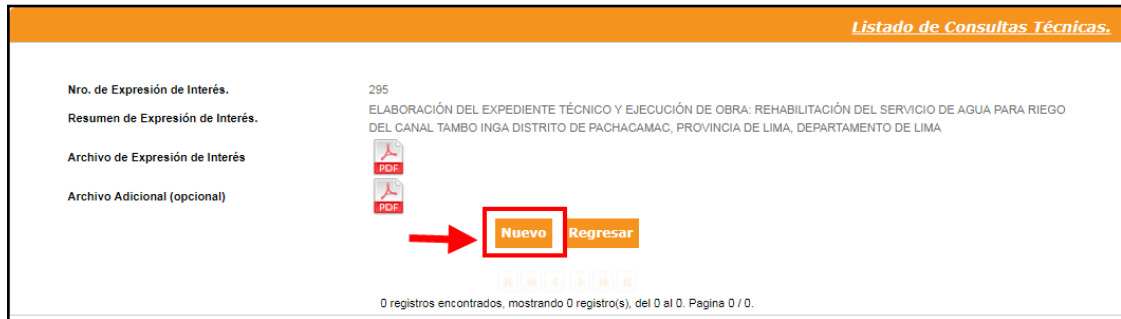 Listado de Consultas Técnicas.
Nro. de Expresión de Interés.
295
Resumen de Expresión de Interés.
ELABORACIÓN DEL EXPEDIENTE TÉCNICO Y EJECUCIÓN DE OBRA: REHABILITACIÓN DEL SERVICIO DE AGUA PARA RIEGO
DEL CANAL TAMBO INGA DISTRITO DE PACHACAMAC, PROVINCIA DE LIMA, DEPARTAMENTO DE LIMA
Archivo de Expresión de Interés
PDF
Archivo Adicional (opcional)
PDF
Nuevo Regresar
0 registros encontrados, mostrando 0 registro(s), del 0 al 0. Pagina 0 / 0.